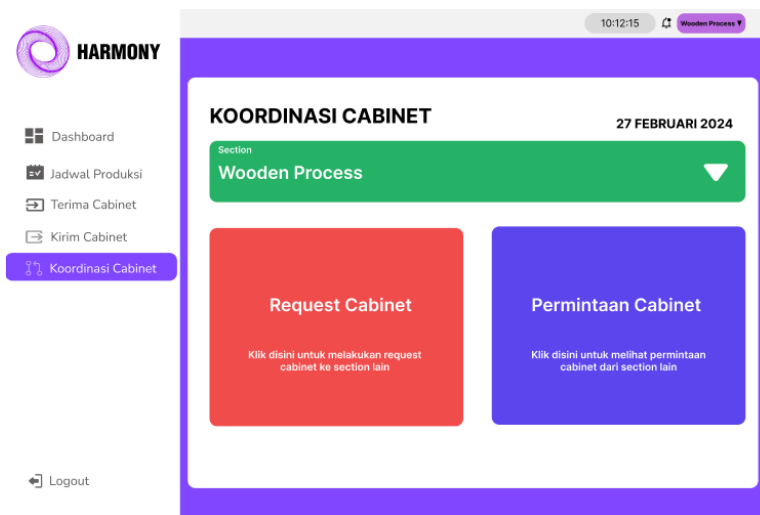 HARMONY
10:12:15
Wooden Process ▼
Dashboard
Jadwal Produksi
Terima Cabinet
Kirim Cabinet
Koordinasi Cabinet
Logout
KOORDINASI CABINET
27 FEBRUARI 2024
Section
Wooden Process
Request Cabinet
Klik disini untuk melakukan request
cabinet ke section lain
Permintaan Cabinet
Klik disini untuk melihat permintaan
cabinet dari section lain